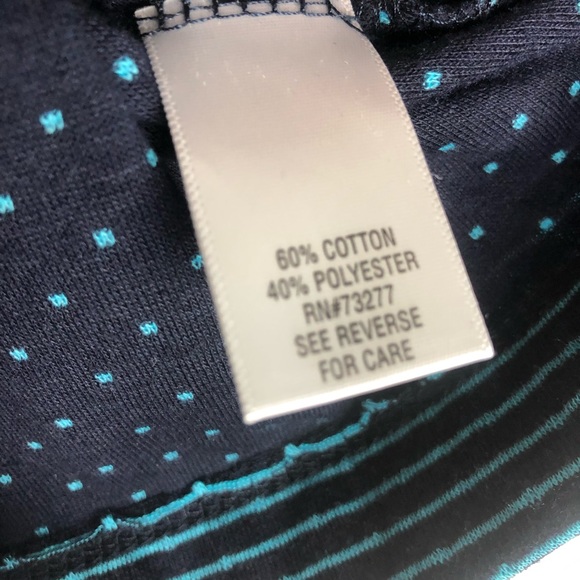 60% COTTON
40% POLYESTER
RN#73277
SEE REVERSE
FOR CARE